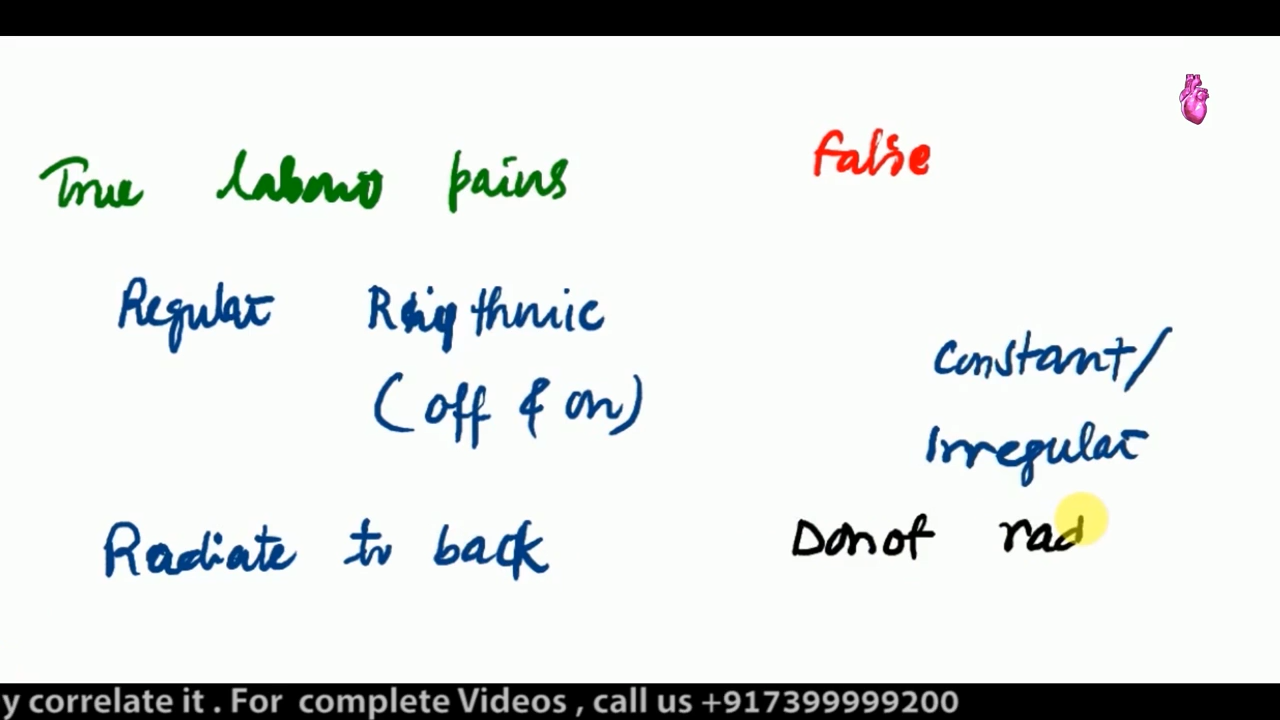 True labour pains
False
Regular Rhythmic
(off & on)
Constant/
Irregular
Radiate to back
Donot rad
y correlate it . For complete Videos , call us +917399999200